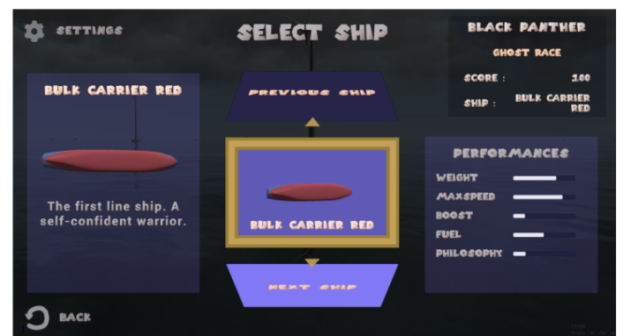 SETTINGS
SELECT SHIP
BLACK PANTHER
GHOST RACE
SCORE : 100
SHIP : BULK CARRIER
RED
BULK CARRIER RED
The first line ship. A
self-confident warrior.
PREVIOUS SHIP
BULK CARRIER RED
NEXT SHIP
PERFORMANCES
WEIGHT
MAXSPEED
BOOST
FUEL
PHILOSOPHY
BACK